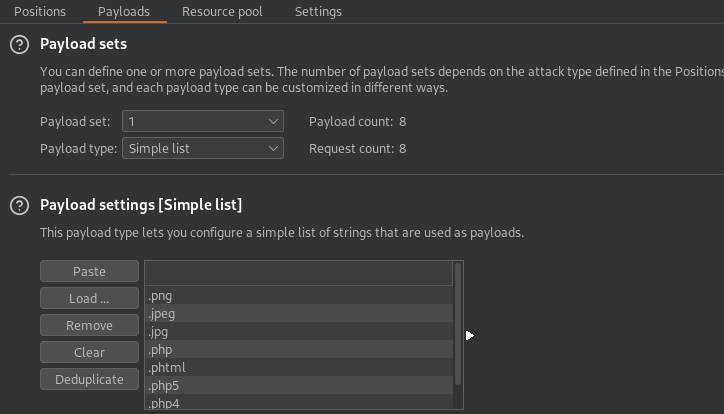 Positions Payloads Resource pool Settings
? Payload sets
You can define one or more payload sets. The number of payload sets depends on the attack type defined in the Positions
payload set, and each payload type can be customized in different ways.
Payload set: 1 Payload count: 8
Payload type: Simple list Request count: 8
? Payload settings [Simple list]
This payload type lets you configure a simple list of strings that are used as payloads.
Paste
Load ...
Remove
Clear
Deduplicate
.png
.jpeg
.jpg
.php
.phtml
.php5
.php4